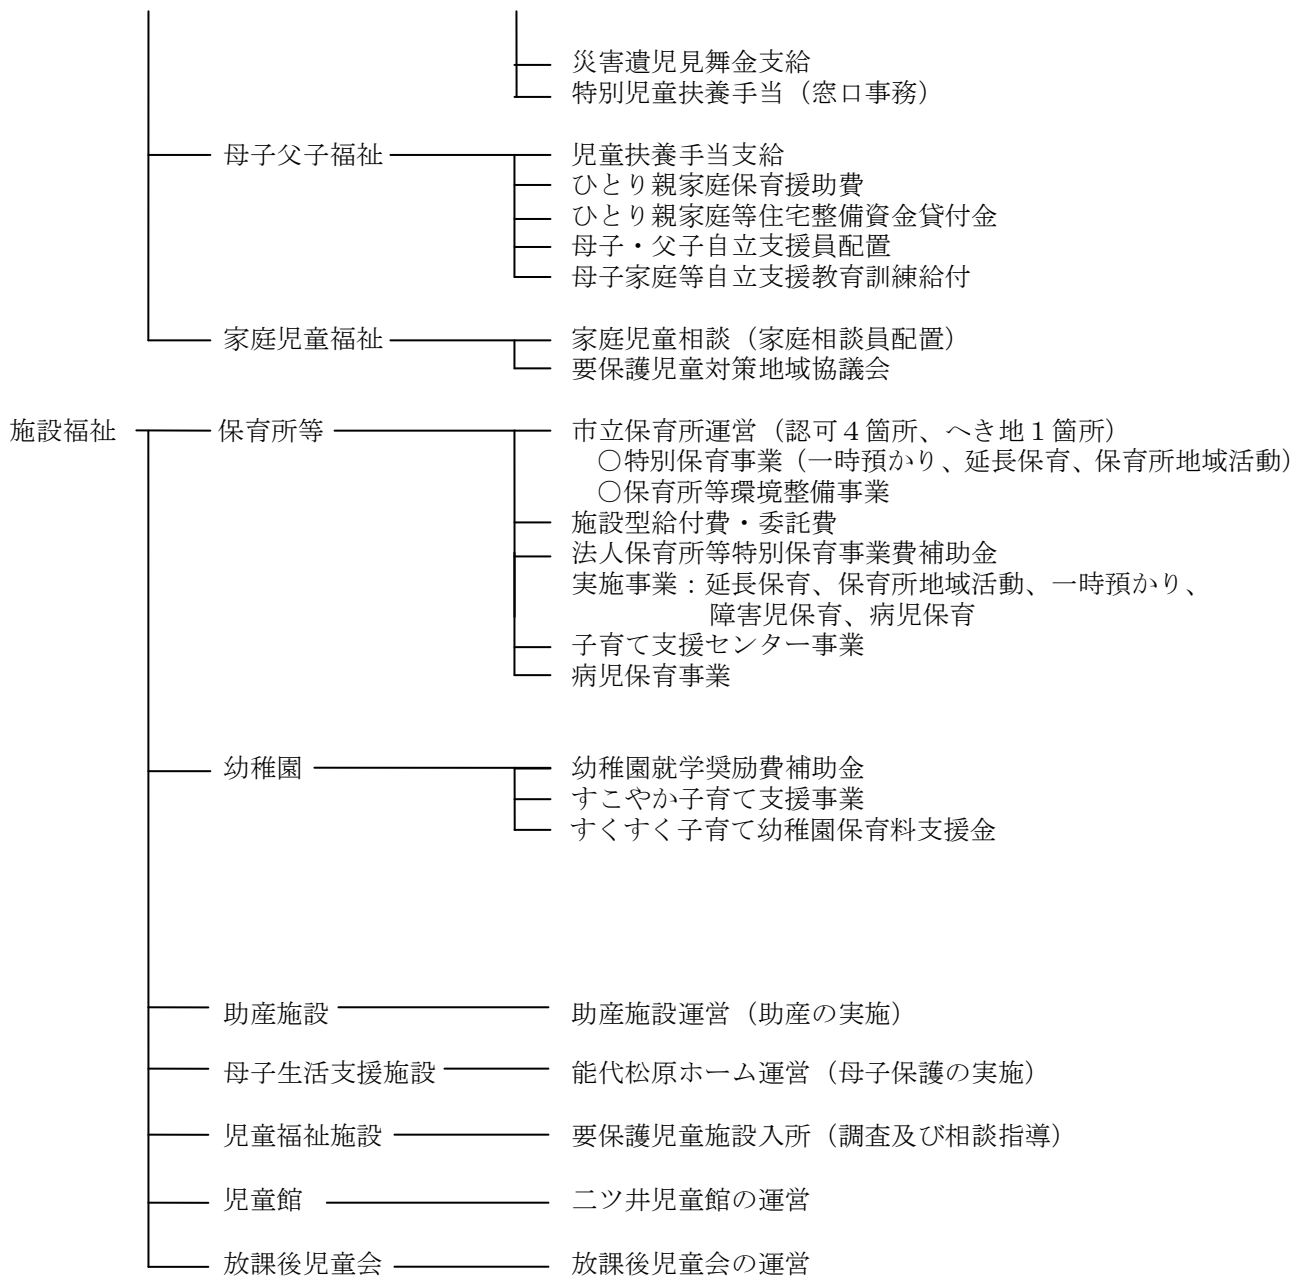 災害遺児見舞金支給
特別児童扶養手当（窓口事務）
母子父子福祉 児童扶養手当支給
ひとり親家庭保育援助費
ひとり親家庭等住宅整備資金貸付金
母子・父子自立支援員配置
母子家庭等自立支援教育訓練給付
家庭児童福祉 家庭児童相談（家庭相談員配置）
要保護児童対策地域協議会
施設福祉 保育所等 市立保育所運営（認可４箇所、へき地１箇所）
○特別保育事業（一時預かり、延長保育、保育所地域活動）
○保育所等環境整備事業
施設型給付費・委託費
法人保育所等特別保育事業費補助金
実施事業：延長保育、保育所地域活動、一時預かり、
障害児保育、病児保育
子育て支援センター事業
病児保育事業
幼稚園 幼稚園就学奨励費補助金
すこやか子育て支援事業
すくすく子育て幼稚園保育料支援金
助産施設 助産施設運営（助産の実施）
母子生活支援施設 能代松原ホーム運営（母子保護の実施）
児童福祉施設 要保護児童施設入所（調査及び相談指導）
児童館 二ツ井児童館の運営
放課後児童会 放課後児童会の運営